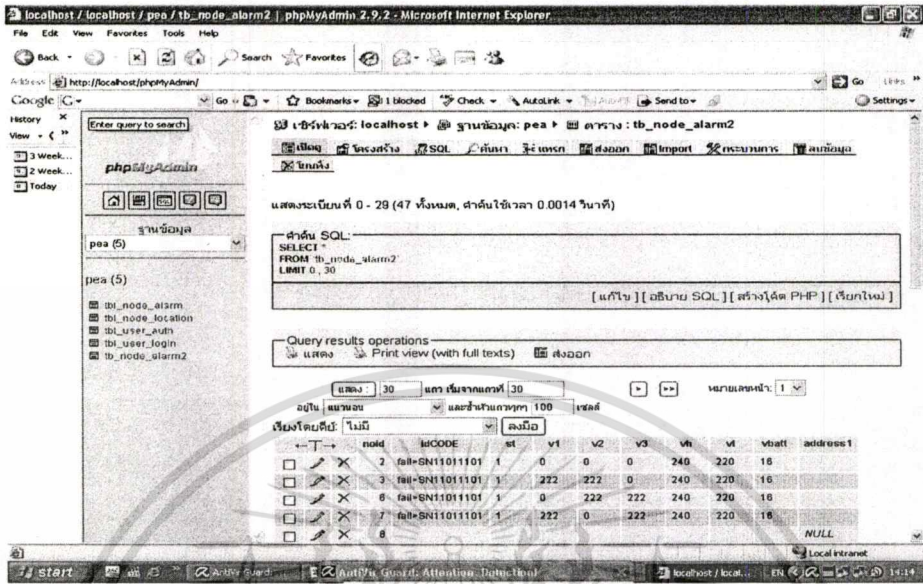 localhost / localhost / pea / tb_node_alarm2 | phpMyAdmin 2.9.2 - Microsoft Internet Explorer
File Edit View Favorites Tools Help
Back Search Favorites
Address http://localhost/phpMyAdmin/ Go Links
Google G Go Bookmarks 1 blocked Check AutoLink AutoFill Send to Settings
History
View
3 Week...
2 Week...
Today
Enter query to search
phpMyAdmin
ฐานข้อมูล
pea (5)
pea (5)
tbl_node_alarm
tbl_node_location
tbl_user_auth
tbl_user_login
tb_node_alarm2
เซิร์ฟเวอร์: localhost ฐานข้อมูล: pea ตาราง : tb_node_alarm2
เปิดดู โครงสร้าง SQL ค้นหา แทรก ส่งออก Import กระบวนการ ลบข้อมูล
โยนทิ้ง
แสดงระเบียนที่ 0 - 29 (47 ทั้งหมด, คำค้นใช้เวลา 0.0014 วินาที)
คำค้น SQL:
SELECT *
FROM `tb_node_alarm2`
LIMIT 0 , 30
[ แก้ไข ] [ อธิบาย SQL ] [ สร้างโค้ด PHP ] [ เรียกใหม่ ]
Query results operations
แสดง Print view (with full texts) ส่งออก
แสดง : 30 แถว เริ่มจากแถวที่ 30 > >> หมายเลขหน้า: 1
อยู่ใน แนวนอน และซ้ำหัวแถวทุกๆ 100 เซลล์
เรียงโดยคีย์: ไม่มี ลงมือ
←T→ noid idCODE st v1 v2 v3 vh vl vbatt address1
2 fail=SN11011101 1 0 0 0 240 220 16
3 fail=SN11011101 1 222 222 0 240 220 16
6 fail=SN11011101 1 0 222 222 240 220 16
7 fail=SN11011101 1 222 0 222 240 220 16
8 NULL
Local intranet
start AntiVir Guard AntiVir Guard: Attention, Detection! localhost / local... EN 14:14